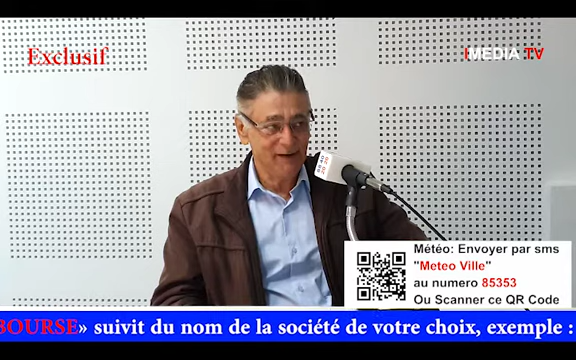 Exclusif
MEDIA TV
Météo: Envoyer par sms
"Meteo Ville"
au numero 85353
Ou Scanner ce QR Code
BOURSE» suivit du nom de la société de votre choix, exemple :